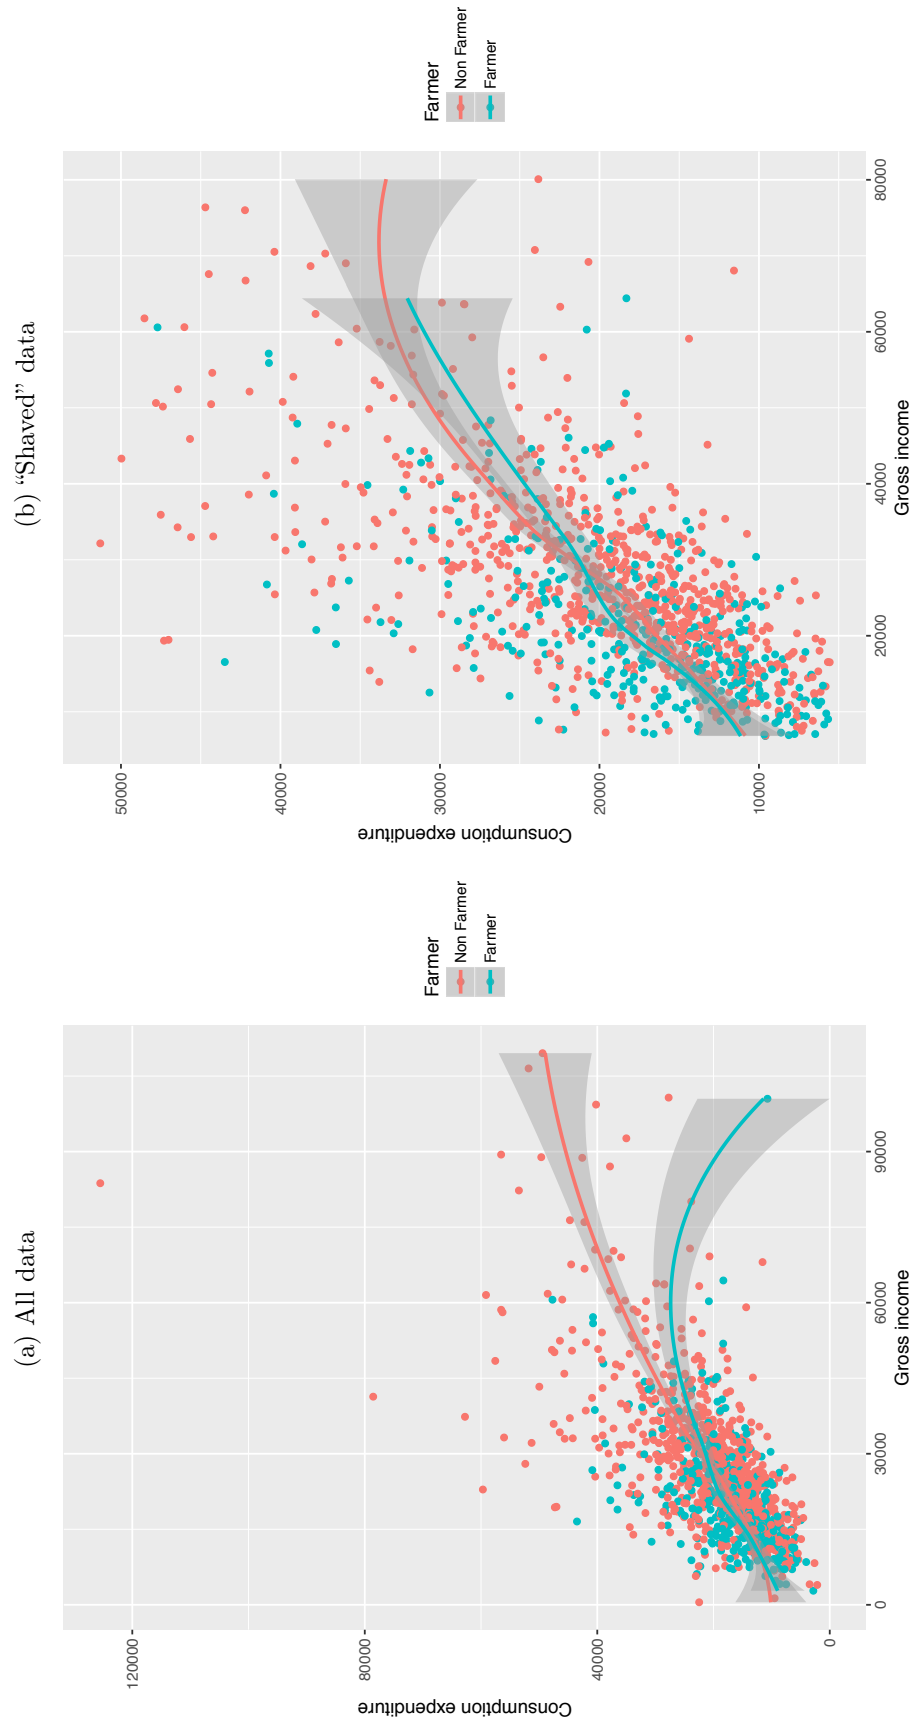 (a) All data
120000
80000
40000
0
Consumption expenditure
0
30000
60000
90000
Gross income
Farmer
Non Farmer
Farmer
(b) “Shaved” data
50000
40000
30000
20000
10000
Consumption expenditure
20000
40000
60000
80000
Gross income
Farmer
Non Farmer
Farmer